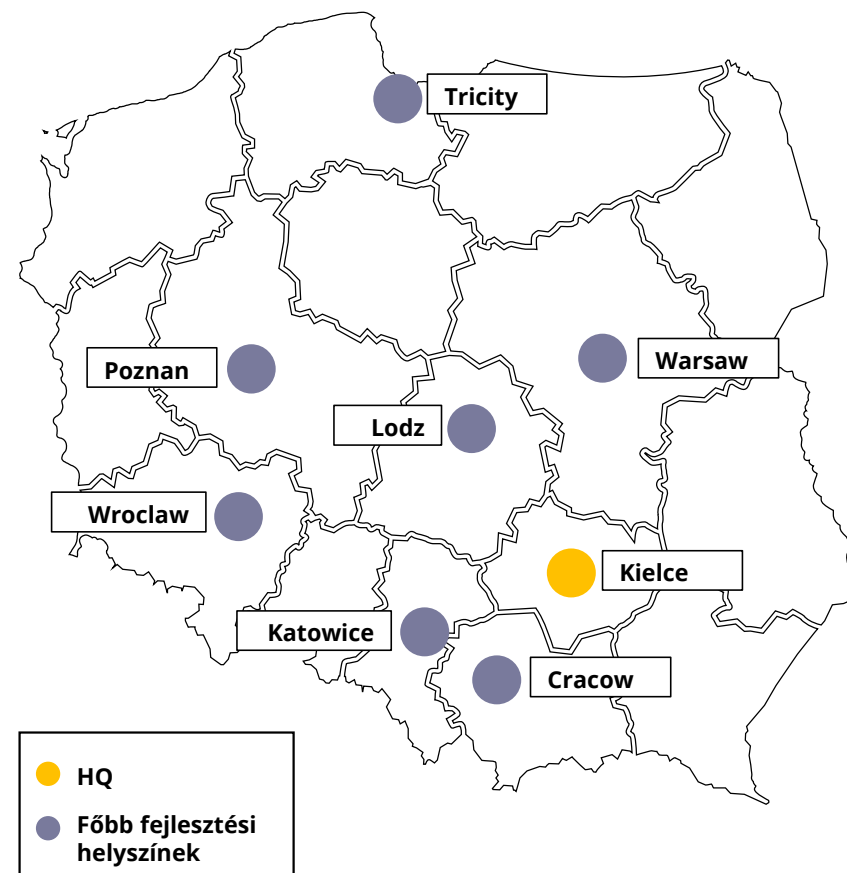 Tricity
Poznan
Warsaw
Lodz
Wroclaw
Kielce
Katowice
Cracow
HQ
Főbb fejlesztési
helyszínek